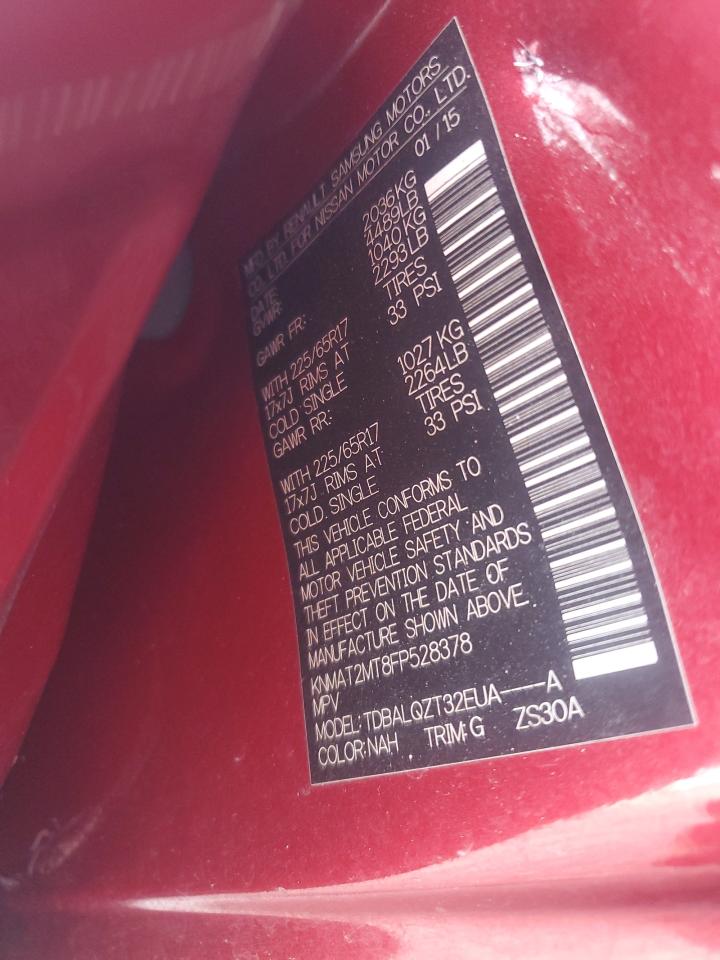 MFD BY RENAULT SAMSUNG MOTORS
CO., LTD. FOR NISSAN MOTOR CO., LTD.
DATE: 01 / 15
GVWR: 2036KG
4489LB
GAWR FR: 1040KG
2293LB
WITH 225/65R17 TIRES
17x7J RIMS AT 33 PSI
COLD SINGLE
GAWR RR: 1027KG
2264LB
WITH 225/65R17 TIRES
17x7J RIMS AT 33 PSI
COLD. SINGLE
THIS VEHICLE CONFORMS TO
ALL APPLICABLE FEDERAL
MOTOR VEHICLE SAFETY AND
THEFT PREVENTION STANDARDS
IN EFFECT ON THE DATE OF
MANUFACTURE SHOWN ABOVE.
KNMAT2MT8FP528378
MPV
MODEL:TDBALQZT32EUA----A
COLOR:NAH TRIM:G ZS30A